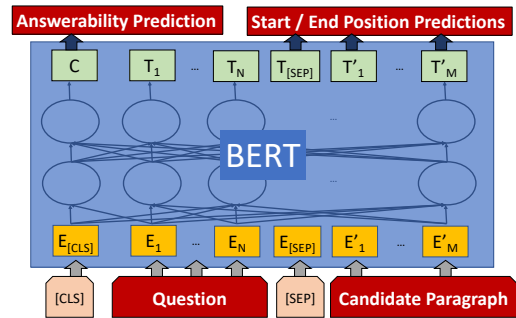 Answerability Prediction Start / End Position Predictions
C T1 ... TN T[SEP] T'1 ... T'M
...
BERT
...
E[CLS] E1 ... EN E[SEP] E'1 ... E'M
[CLS] Question [SEP] Candidate Paragraph